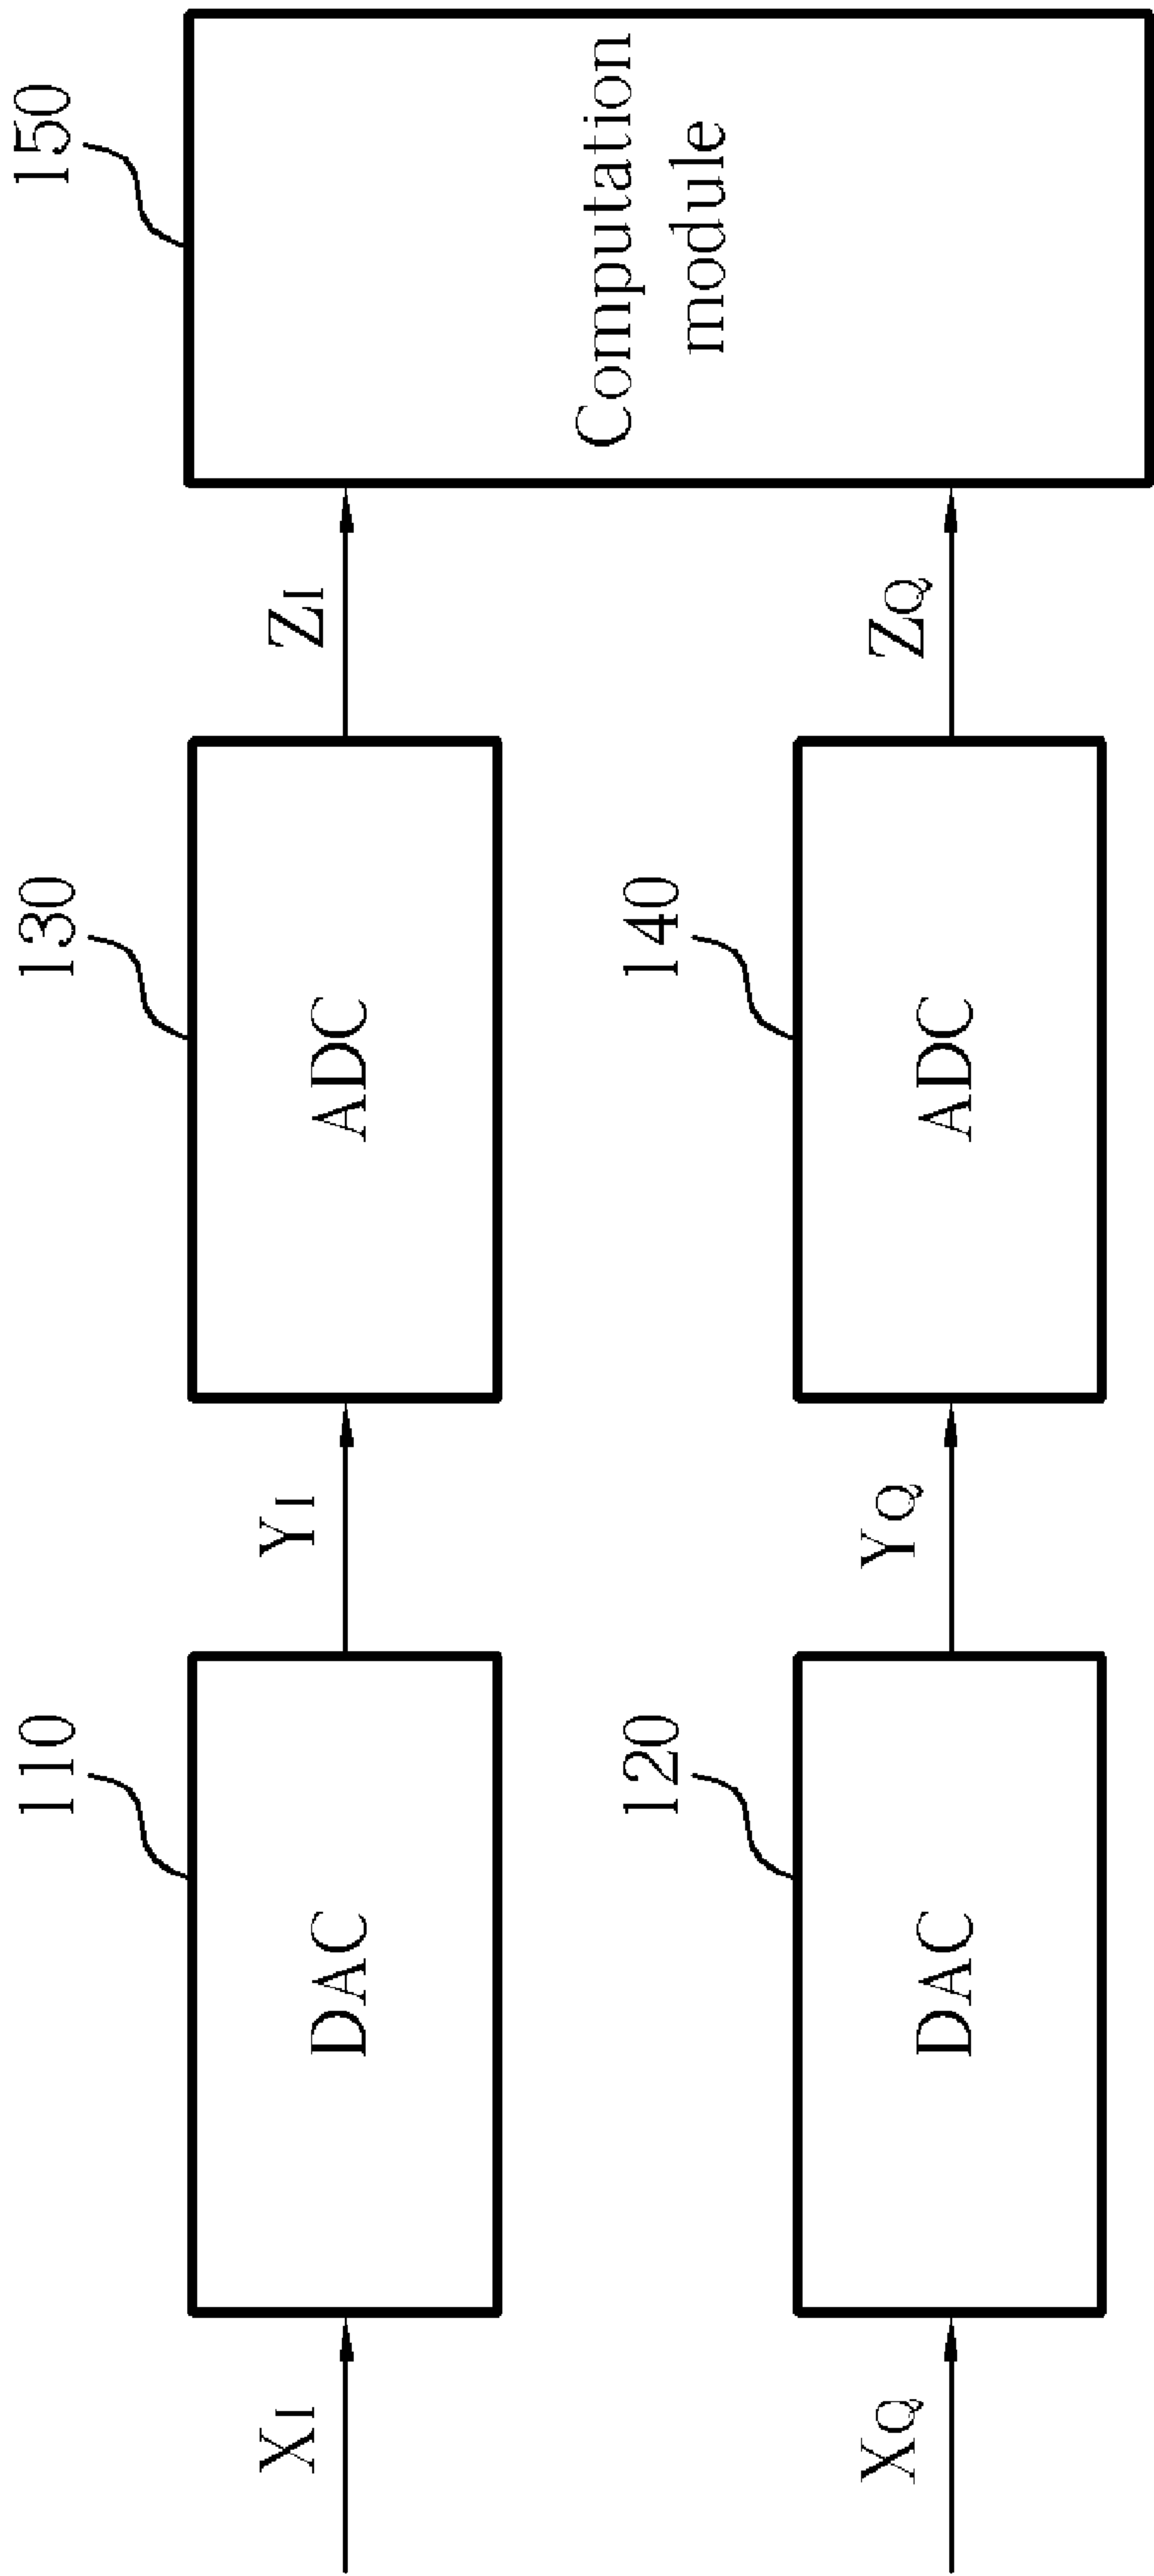 110
130
150
XI
DAC
YI
ADC
ZI
Computation
module
120
140
XQ
DAC
YQ
ADC
ZQ